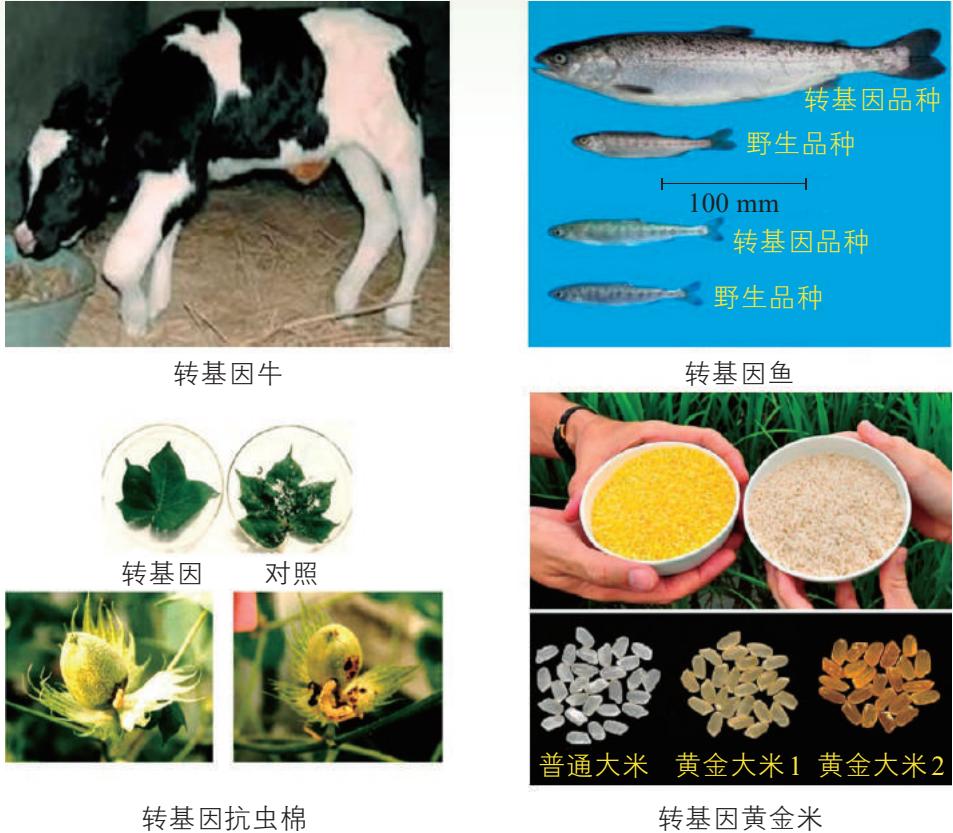 转基因品种
野生品种
100 mm
转基因品种
野生品种
转基因牛
转基因鱼
转基因
对照
普通大米
黄金大米1
黄金大米2
转基因抗虫棉
转基因黄金米